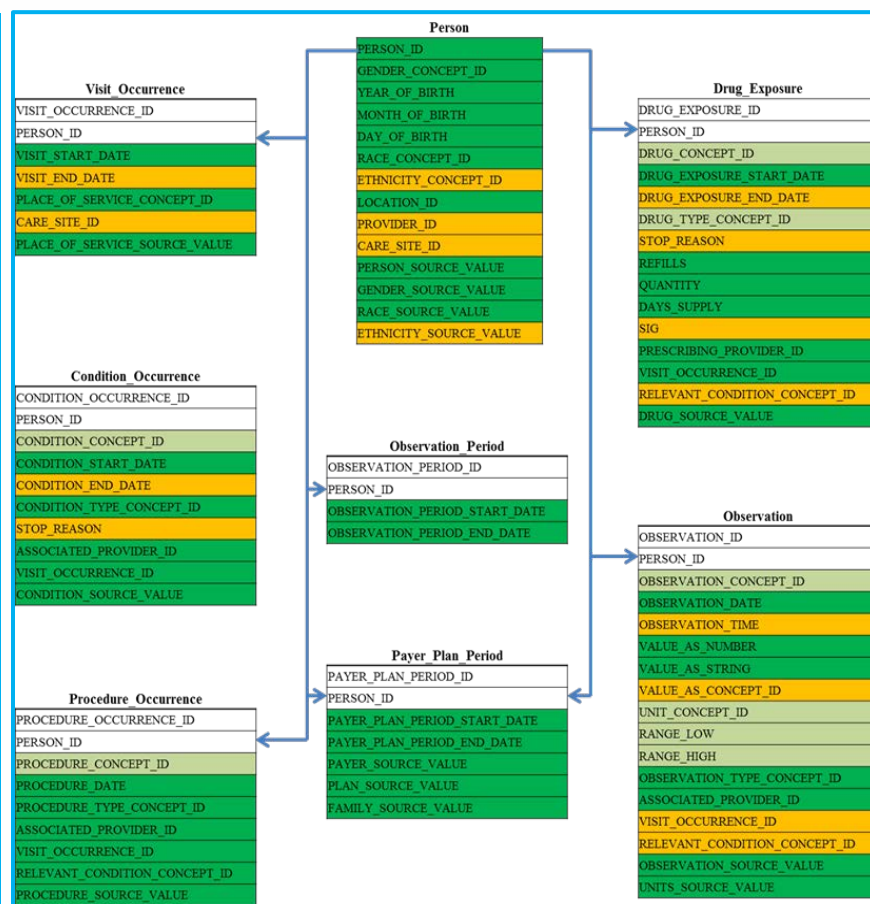 Person
PERSON_ID
GENDER_CONCEPT_ID
YEAR_OF_BIRTH
MONTH_OF_BIRTH
DAY_OF_BIRTH
RACE_CONCEPT_ID
ETHNICITY_CONCEPT_ID
LOCATION_ID
PROVIDER_ID
CARE_SITE_ID
PERSON_SOURCE_VALUE
GENDER_SOURCE_VALUE
RACE_SOURCE_VALUE
ETHNICITY_SOURCE_VALUE
Visit_Occurrence
VISIT_OCCURRENCE_ID
PERSON_ID
VISIT_START_DATE
VISIT_END_DATE
PLACE_OF_SERVICE_CONCEPT_ID
CARE_SITE_ID
PLACE_OF_SERVICE_SOURCE_VALUE
Drug_Exposure
DRUG_EXPOSURE_ID
PERSON_ID
DRUG_CONCEPT_ID
DRUG_EXPOSURE_START_DATE
DRUG_EXPOSURE_END_DATE
DRUG_TYPE_CONCEPT_ID
STOP_REASON
REFILLS
QUANTITY
DAYS_SUPPLY
SIG
PRESCRIBING_PROVIDER_ID
VISIT_OCCURRENCE_ID
RELEVANT_CONDITION_CONCEPT_ID
DRUG_SOURCE_VALUE
Condition_Occurrence
CONDITION_OCCURRENCE_ID
PERSON_ID
CONDITION_CONCEPT_ID
CONDITION_START_DATE
CONDITION_END_DATE
CONDITION_TYPE_CONCEPT_ID
STOP_REASON
ASSOCIATED_PROVIDER_ID
VISIT_OCCURRENCE_ID
CONDITION_SOURCE_VALUE
Observation_Period
OBSERVATION_PERIOD_ID
PERSON_ID
OBSERVATION_PERIOD_START_DATE
OBSERVATION_PERIOD_END_DATE
Observation
OBSERVATION_ID
PERSON_ID
OBSERVATION_CONCEPT_ID
OBSERVATION_DATE
OBSERVATION_TIME
VALUE_AS_NUMBER
VALUE_AS_STRING
VALUE_AS_CONCEPT_ID
UNIT_CONCEPT_ID
RANGE_LOW
RANGE_HIGH
OBSERVATION_TYPE_CONCEPT_ID
ASSOCIATED_PROVIDER_ID
VISIT_OCCURRENCE_ID
RELEVANT_CONDITION_CONCEPT_ID
OBSERVATION_SOURCE_VALUE
UNITS_SOURCE_VALUE
Payer_Plan_Period
PAYER_PLAN_PERIOD_ID
PERSON_ID
PAYER_PLAN_PERIOD_START_DATE
PAYER_PLAN_PERIOD_END_DATE
PAYER_SOURCE_VALUE
PLAN_SOURCE_VALUE
FAMILY_SOURCE_VALUE
Procedure_Occurrence
PROCEDURE_OCCURRENCE_ID
PERSON_ID
PROCEDURE_CONCEPT_ID
PROCEDURE_DATE
PROCEDURE_TYPE_CONCEPT_ID
ASSOCIATED_PROVIDER_ID
VISIT_OCCURRENCE_ID
RELEVANT_CONDITION_CONCEPT_ID
PROCEDURE_SOURCE_VALUE